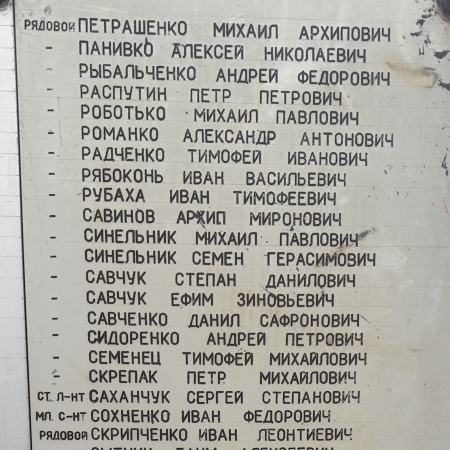 РЯДОВОЙ ПЕТРАШЕНКО МИХАИЛ АРХИПОВИЧ
- ПАНИВКО АЛЕКСЕЙ НИКОЛАЕВИЧ
- РЫБАЛЬЧЕНКО АНДРЕЙ ФЕДОРОВИЧ
- РАСПУТИН ПЕТР ПЕТРОВИЧ
- РОБОТЬКО МИХАИЛ ПАВЛОВИЧ
- РОМАНКО АЛЕКСАНДР АНТОНОВИЧ
- РАДЧЕНКО ТИМОФЕЙ ИВАНОВИЧ
- РЯБОКОНЬ ИВАН ВАСИЛЬЕВИЧ
- РУБАХА ИВАН ТИМОФЕЕВИЧ
- САВИНОВ АРХИП МИРОНОВИЧ
- СИНЕЛЬНИК МИХАИЛ ПАВЛОВИЧ
- СИНЕЛЬНИК СЕМЕН ГЕРАСИМОВИЧ
- САВЧУК СТЕПАН ДАНИЛОВИЧ
- САВЧУК ЕФИМ ЗИНОВЬЕВИЧ
- САВЧЕНКО ДАНИЛ САФРОНОВИЧ
- СИДОРЕНКО АНДРЕЙ ПЕТРОВИЧ
- СЕМЕНЕЦ ТИМОФЕЙ МИХАЙЛОВИЧ
- СКРЕПАК ПЕТР МИХАЙЛОВИЧ
СТ. Л-НТ САХАНЧУК СЕРГЕЙ СТЕПАНОВИЧ
МЛ. С-НТ СОХНЕНКО ИВАН ФЕДОРОВИЧ
РЯДОВОЙ СКРИПЧЕНКО ИВАН ЛЕОНТИЕВИЧ